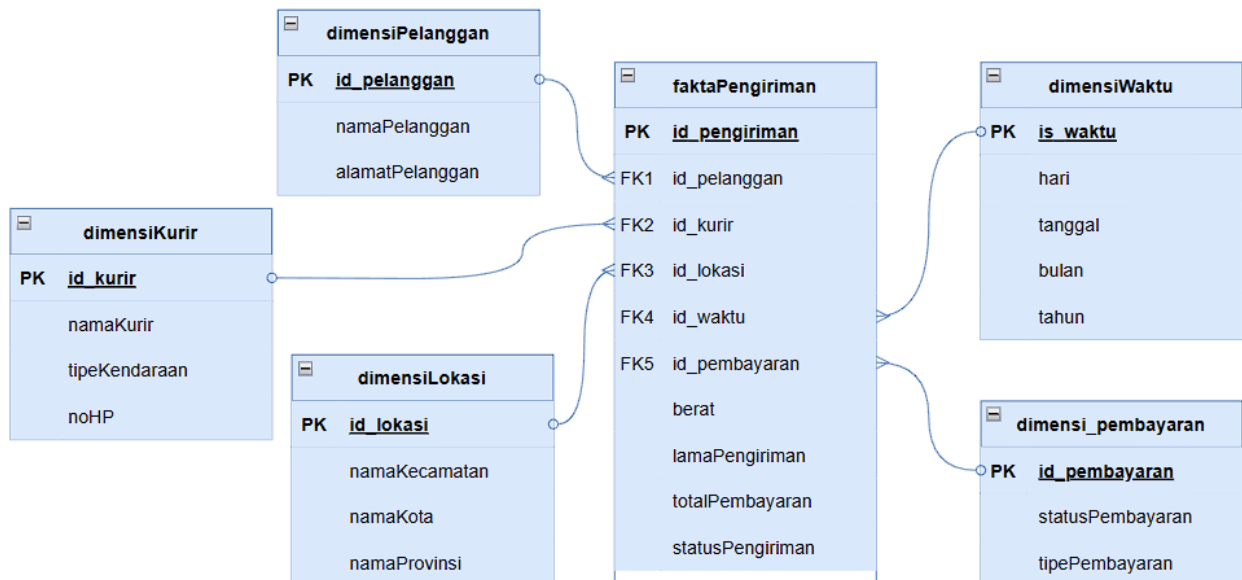 dimensiPelanggan
PK id_pelanggan
namaPelanggan
alamatPelanggan
dimensiKurir
PK id_kurir
namaKurir
tipeKendaraan
noHP
dimensiLokasi
PK id_lokasi
namaKecamatan
namaKota
namaProvinsi
faktaPengiriman
PK id_pengiriman
FK1 id_pelanggan
FK2 id_kurir
FK3 id_lokasi
FK4 id_waktu
FK5 id_pembayaran
berat
lamaPengiriman
totalPembayaran
statusPengiriman
dimensiWaktu
PK is_waktu
hari
tanggal
bulan
tahun
dimensi_pembayaran
PK id_pembayaran
statusPembayaran
tipePembayaran